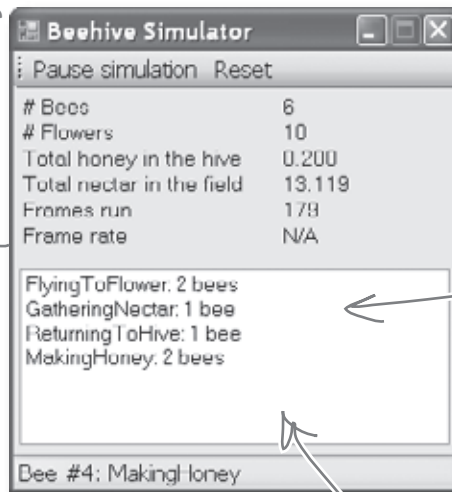 Beehive Simulator
Pause simulation Reset
# Bees 6
# Flowers 10
Total honey in the hive 0.200
Total nectar in the field 13.119
Frames run 179
Frame rate N/A
FlyingToFlower: 2 bees
GatheringNectar: 1 bee
ReturningToHive: 1 bee
MakingHoney: 2 bees
Bee #4: MakingHoney